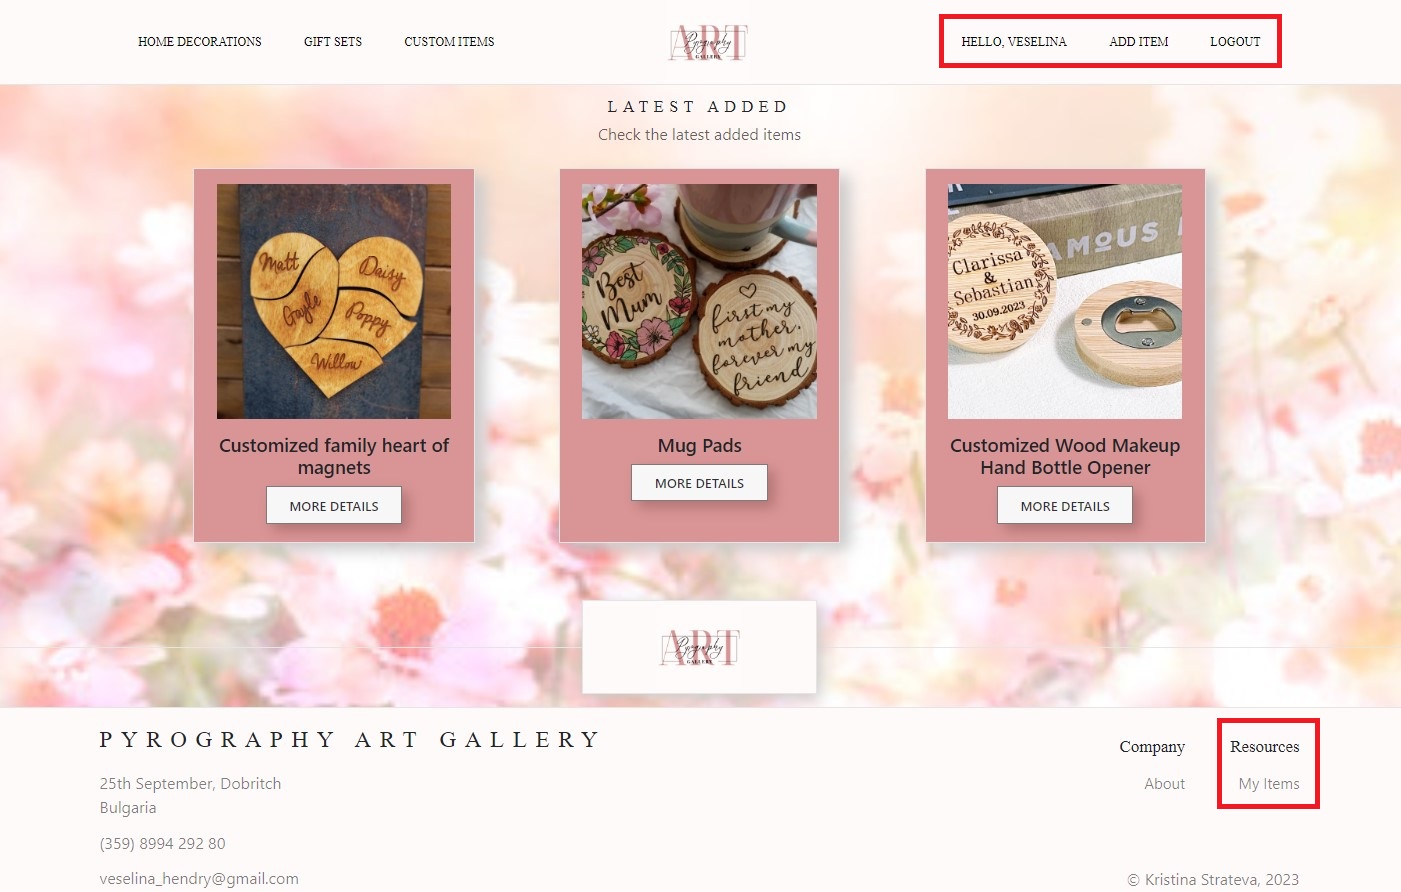 HOME DECORATIONS
GIFT SETS
CUSTOM ITEMS
ART
Pyrography
GALLERY
HELLO, VESELINA
ADD ITEM
LOGOUT
LATEST ADDED
Check the latest added items
Matt
Daisy
Gayle
Poppy
Willow
Customized family heart of
magnets
MORE DETAILS
Best
Mum
first my
mother,
forever my
friend
Mug Pads
MORE DETAILS
AMOUS
Clarissa
&
Sebastian
30.09.2023
Customized Wood Makeup
Hand Bottle Opener
MORE DETAILS
ART
Pyrography
GALLERY
PYROGRAPHY ART GALLERY
25th September, Dobritch
Bulgaria
(359) 8994 292 80
veselina_hendry@gmail.com
Company
About
Resources
My Items
© Kristina Strateva, 2023